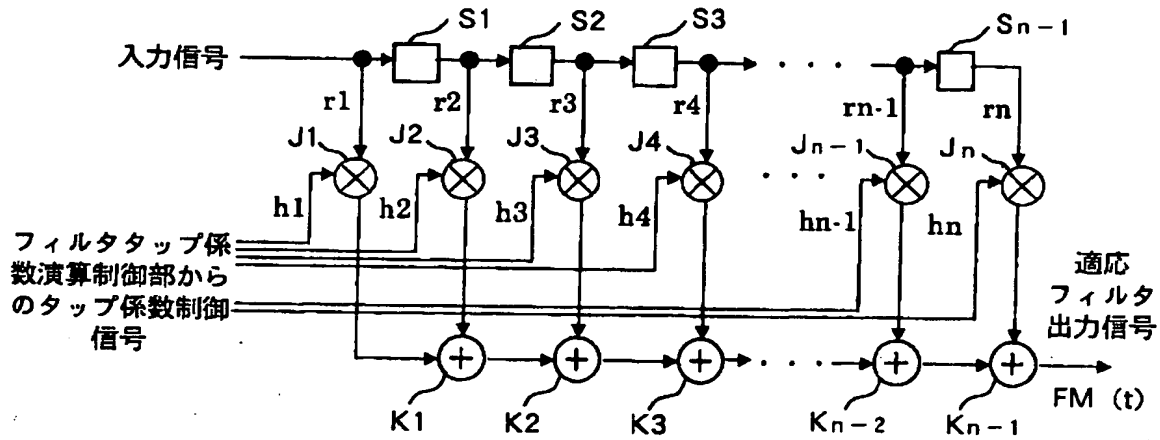 S1
S2
S3
Sn-1
入力信号
r1
r2
r3
r4
rn-1
rn
J1
J2
J3
J4
Jn-1
Jn
h1
h2
h3
h4
hn-1
hn
フィルタタップ係
数演算制御部から
のタップ係数制御
信号
適応
フィルタ
出力信号
K1
K2
K3
Kn-2
Kn-1
FM (t)